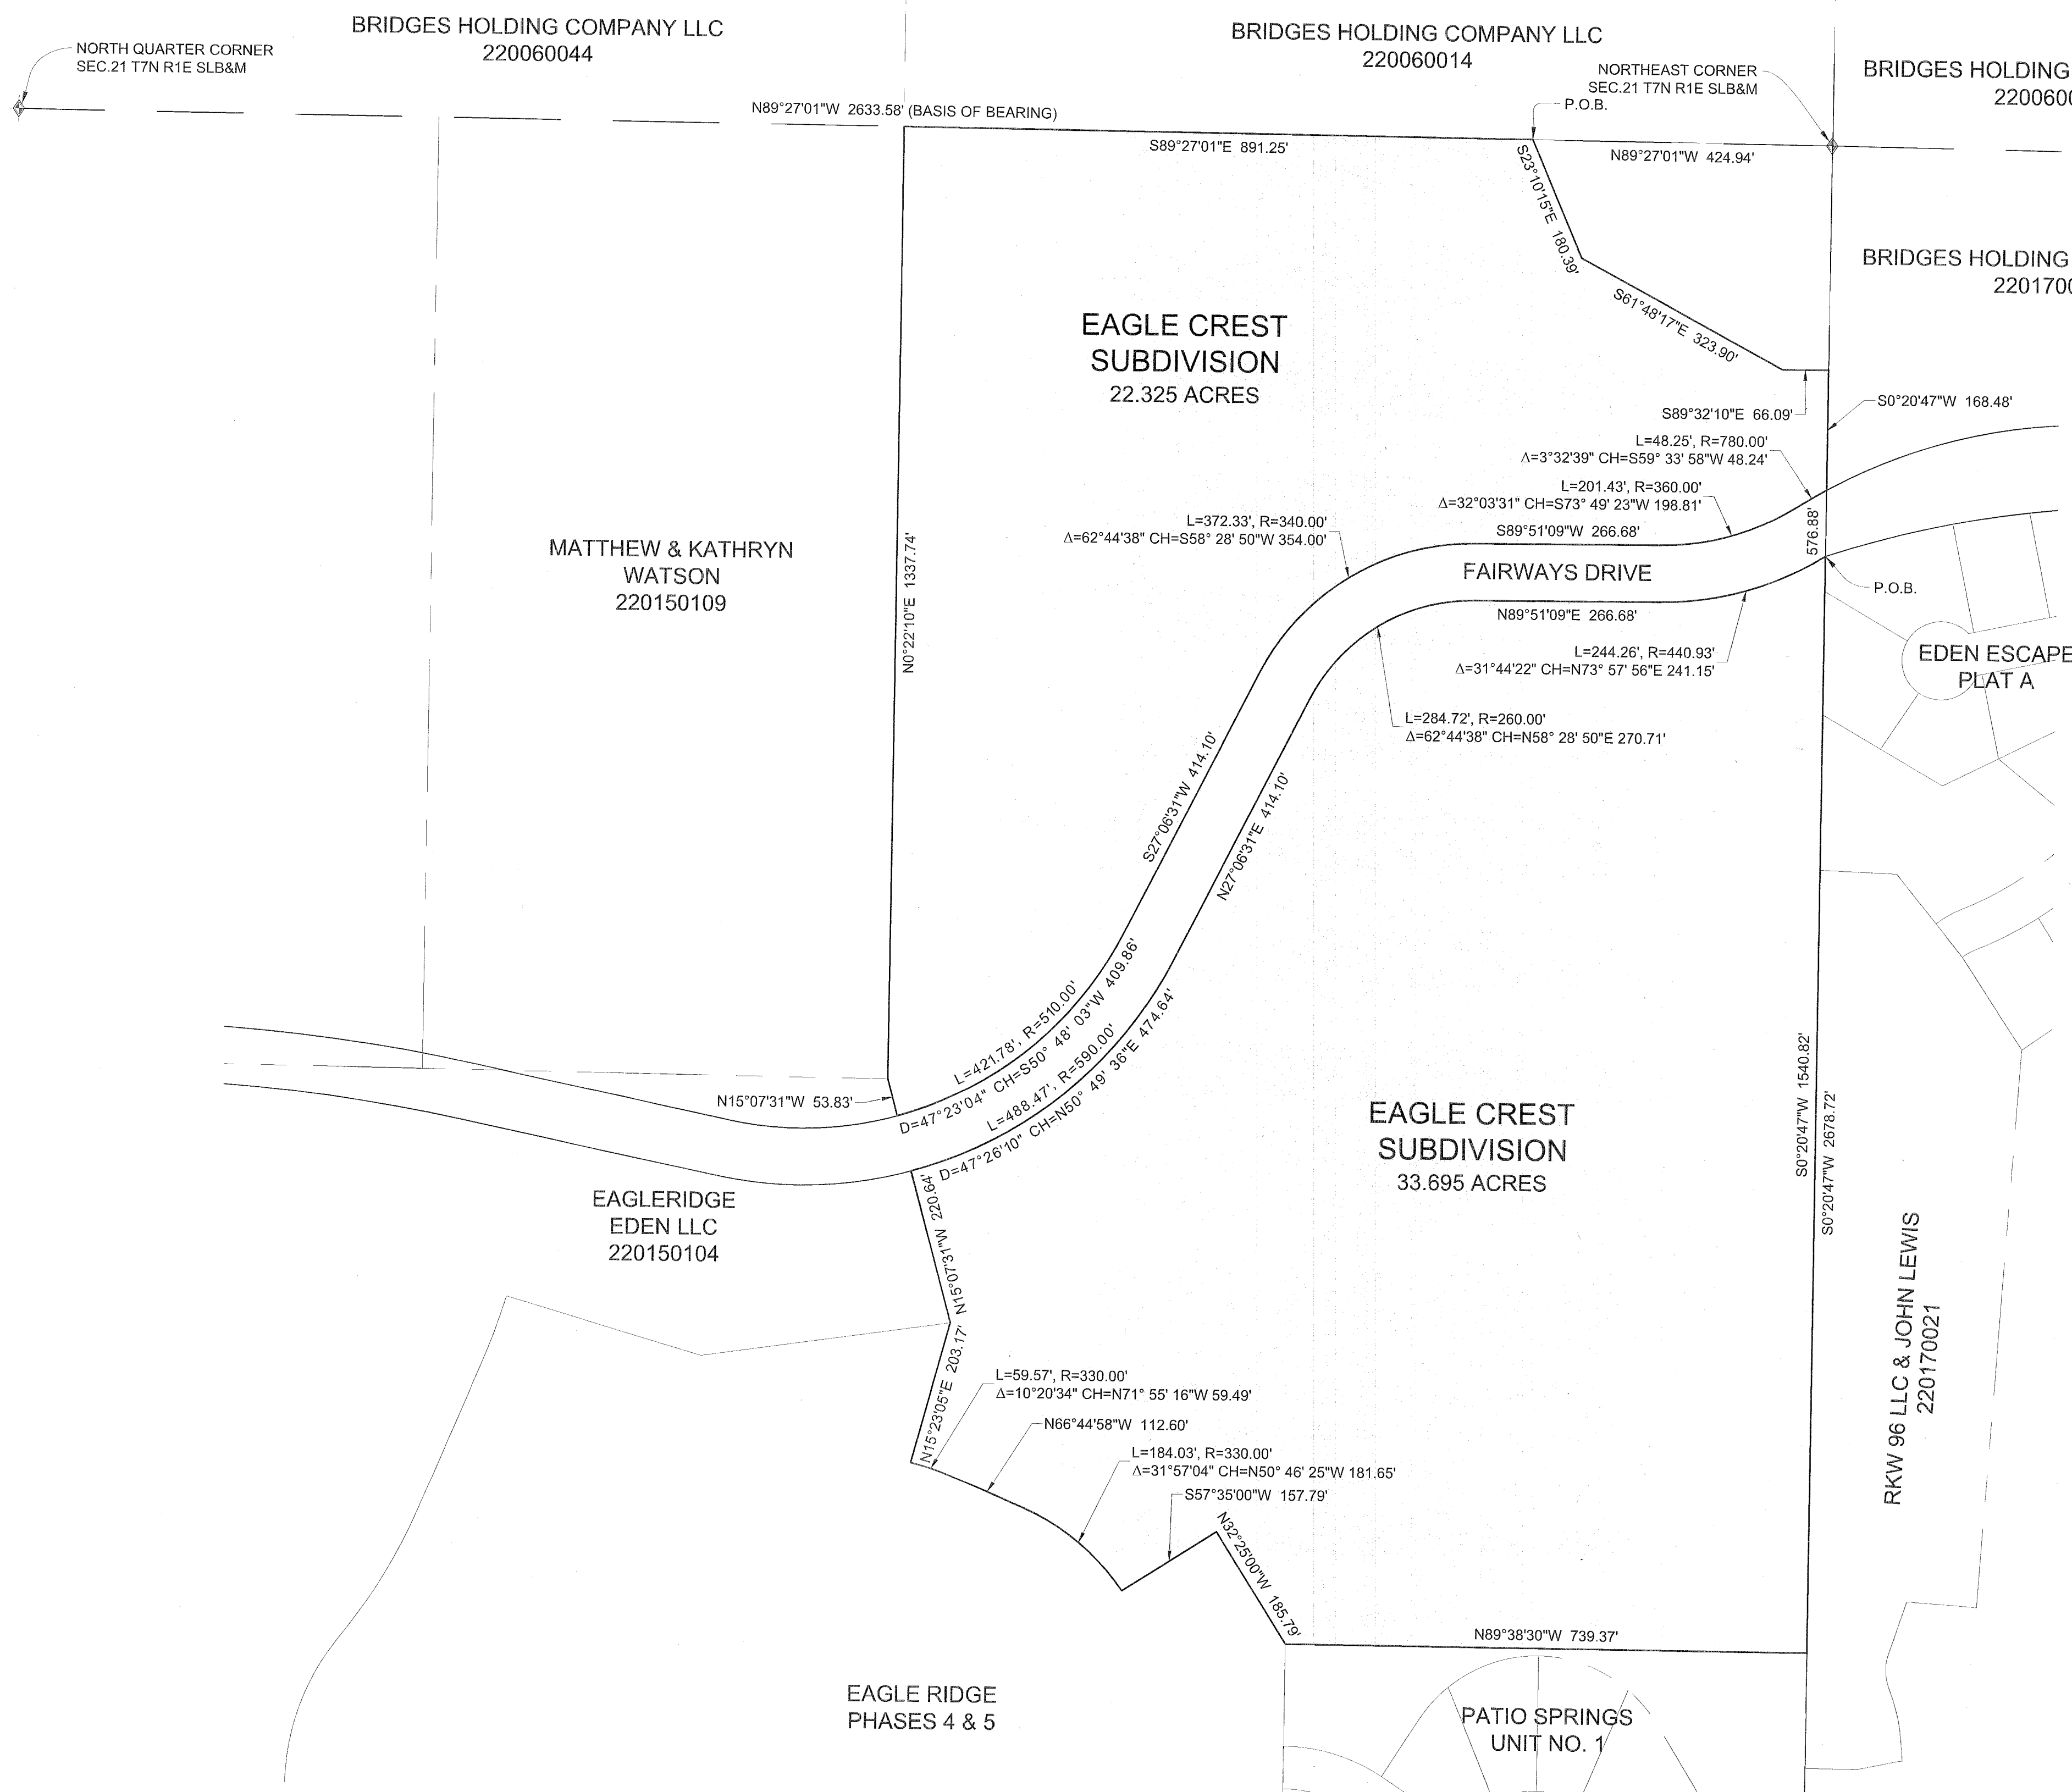 BRIDGES HOLDING COMPANY LLC
220060044
BRIDGES HOLDING COMPANY LLC
220060014
NORTH QUARTER CORNER
SEC.21 T7N R1E SLB&M
NORTHEAST CORNER
SEC.21 T7N R1E SLB&M
P.O.B.
BRIDGES HOLDING
N89°27'01"W 2633.58' (BASIS OF BEARING)
S89°27'01"E 891.25'
N89°27'01"W 424.94'
S23°10'15"E 180.39'
BRIDGES HOLDING
S61°48'17"E 323.90'
EAGLE CREST
SUBDIVISION
22.325 ACRES
S89°32'10"E 66.09'
S0°20'47"W 168.48'
L=48.25', R=780.00'
Δ=3°32'39" CH=S59° 33' 58"W 48.24'
L=201.43', R=360.00'
Δ=32°03'31" CH=S73° 49' 23"W 198.81'
L=372.33', R=340.00'
Δ=62°44'38" CH=S58° 28' 50"W 354.00'
S89°51'09"W 266.68'
576.88'
FAIRWAYS DRIVE
P.O.B.
N89°51'09"E 266.68'
MATTHEW & KATHRYN
WATSON
220150109
N0°22'10"E 1337.74'
L=244.26', R=440.93'
Δ=31°44'22" CH=N73° 57' 56"E 241.15'
EDEN ESCAPE
PLAT A
L=284.72', R=260.00'
Δ=62°44'38" CH=N58° 28' 50"E 270.71'
S27°06'31"W 414.10'
N27°06'31"E 414.10'
L=421.78', R=510.00'
D=47°23'04" CH=S50° 48' 03"W 409.86'
L=488.47', R=590.00'
D=47°26'10" CH=N50° 49' 36"E 474.64'
N15°07'31"W 53.83'
EAGLE CREST
SUBDIVISION
33.695 ACRES
S0°20'47"W 1540.82'
S0°20'47"W 2678.72'
EAGLERIDGE
EDEN LLC
220150104
N15°07'31"W 220.64'
RKW 96 LLC & JOHN LEWIS
220170021
N15°23'05"E 203.17'
L=59.57', R=330.00'
Δ=10°20'34" CH=N71° 55' 16"W 59.49'
N66°44'58"W 112.60'
L=184.03', R=330.00'
Δ=31°57'04" CH=N50° 46' 25"W 181.65'
S57°35'00"W 157.79'
N32°25'00"W 185.79'
N89°38'30"W 739.37'
EAGLE RIDGE
PHASES 4 & 5
PATIO SPRINGS
UNIT NO. 1